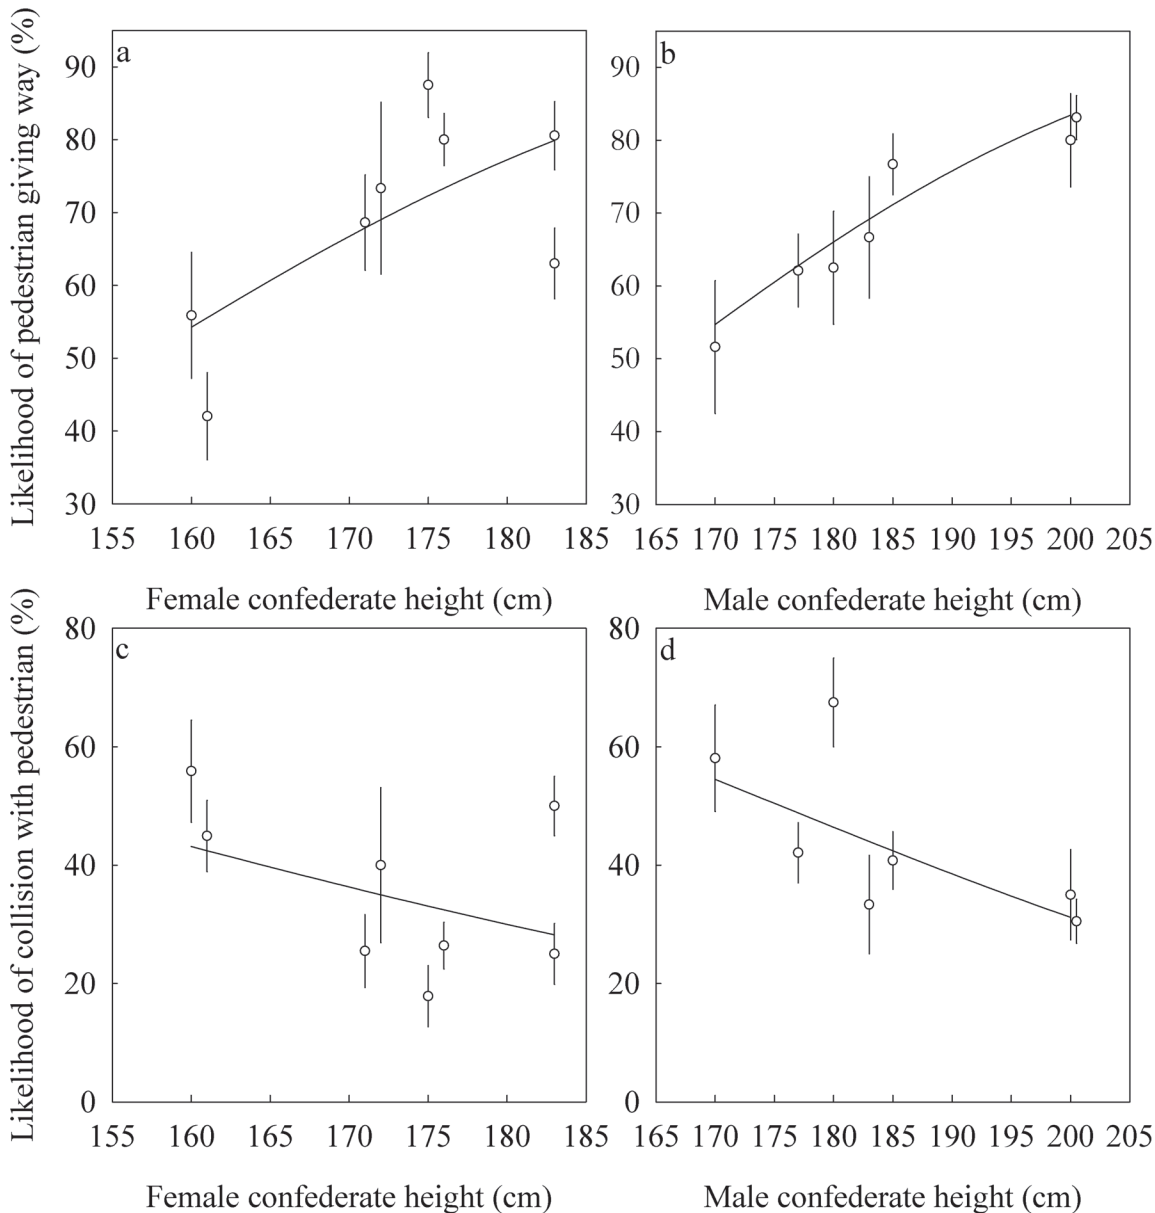 Likelihood of pedestrian giving way (%)
a
90
80
70
60
50
40
30
155 160 165 170 175 180 185
Female confederate height (cm)
b
90
80
70
60
50
40
30
165 170 175 180 185 190 195 200 205
Male confederate height (cm)
Likelihood of collision with pedestrian (%)
c
80
60
40
20
0
155 160 165 170 175 180 185
Female confederate height (cm)
d
80
60
40
20
0
165 170 175 180 185 190 195 200 205
Male confederate height (cm)